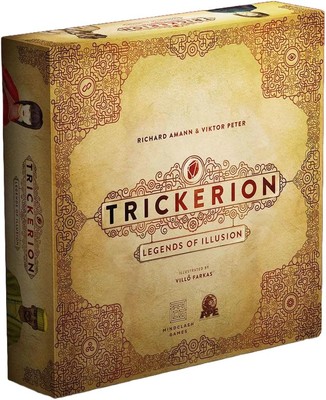 RICHARD AMANN & VIKTOR PETER
TRICKERION
LEGENDS OF ILLUSION
ILLUSTRATED BY
VILLŐ FARKAS
MINDCLASH
GAMES
TRICKERION
LEGENDS OF ILLUSION